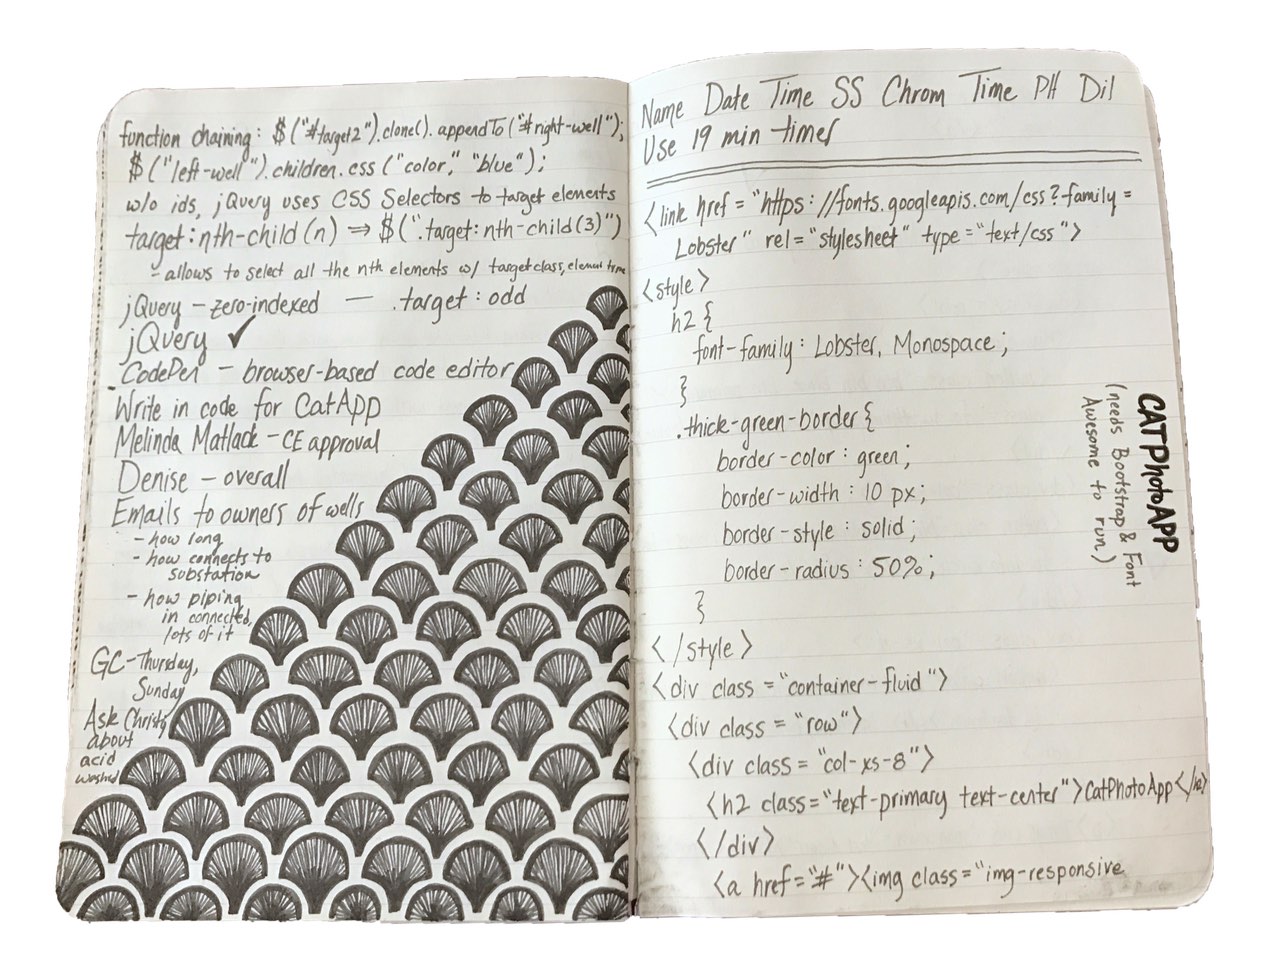 function chaining: $("#target2").clone().appendTo("#right-well");
$("left-well").children.css("color", "blue");
w/o ids, jQuery uses CSS Selectors to target elements
target:nth-child(n) ⇒ $(".target:nth-child(3)")
- allows to select all the nth elements w/ target class, element type
jQuery - zero-indexed — .target:odd
jQuery ✓
CodePen - browser-based code editor
Write in code for CatAPP
Melinda Matlack - CE approval
Denise - overall
Emails to owners of wells
- how long
- how connects to
substation
- how piping
in connected,
lots of it
GC-Thursday,
Sunday
Ask Christy
about
acid
washed
Name Date Time SS Chrom Time PH Dil
Use 19 min timer
<link href="https://fonts.googleapis.com/css?family=
Lobster" rel="stylesheet" type="text/css">
<style>
h2 {
font-family: Lobster, Monospace;
}
.thick-green-border {
border-color: green;
border-width: 10 px;
border-style: solid;
border-radius: 50%;
}
</style>
<div class="container-fluid">
<div class="row">
<div class="col-xs-8">
<h2 class="text-primary text-center">CatPhotoApp</h2>
</div>
<a href="#"><img class="img-responsive
CATPhotoAPP
(needs Bootstrap & Font
Awesome to run)